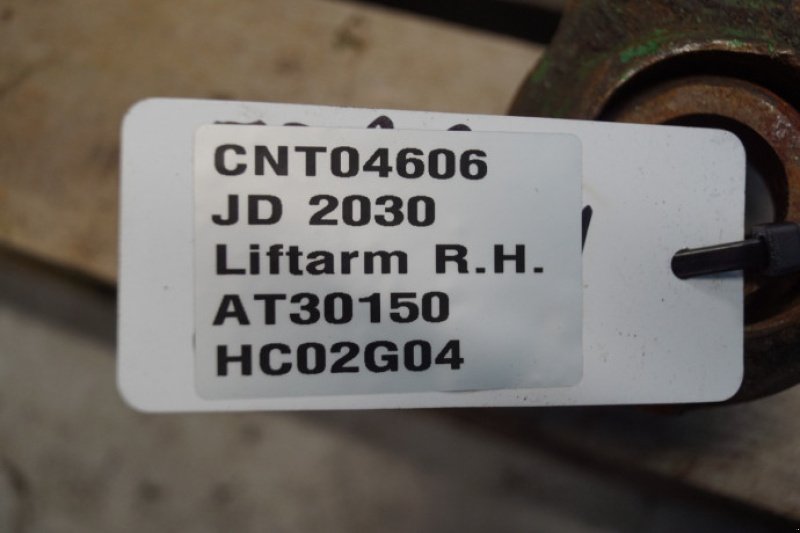 CNT04606
JD 2030
Liftarm R.H.
AT30150
HC02G04